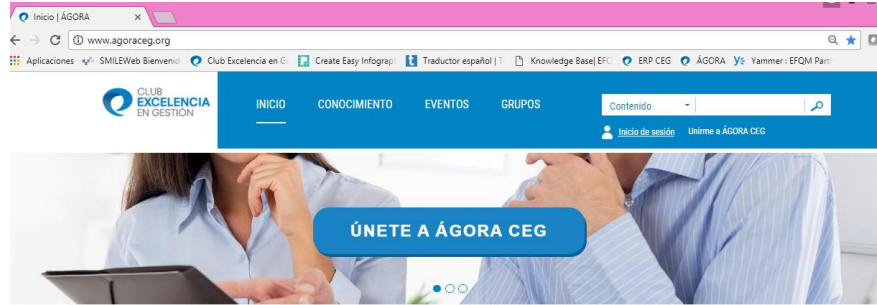 Inicio | ÁGORA
www.agoraceg.org
Aplicaciones SMILEWeb Bienvenid Club Excelencia en G Create Easy Infograp Traductor español | T Knowledge Base| EFC ERP CEG ÁGORA Yammer : EFQM Part
CLUB
EXCELENCIA
EN GESTIÓN
INICIO CONOCIMIENTO EVENTOS GRUPOS
Contenido
Inicio de sesión Unirme a ÁGORA CEG
ÚNETE A ÁGORA CEG